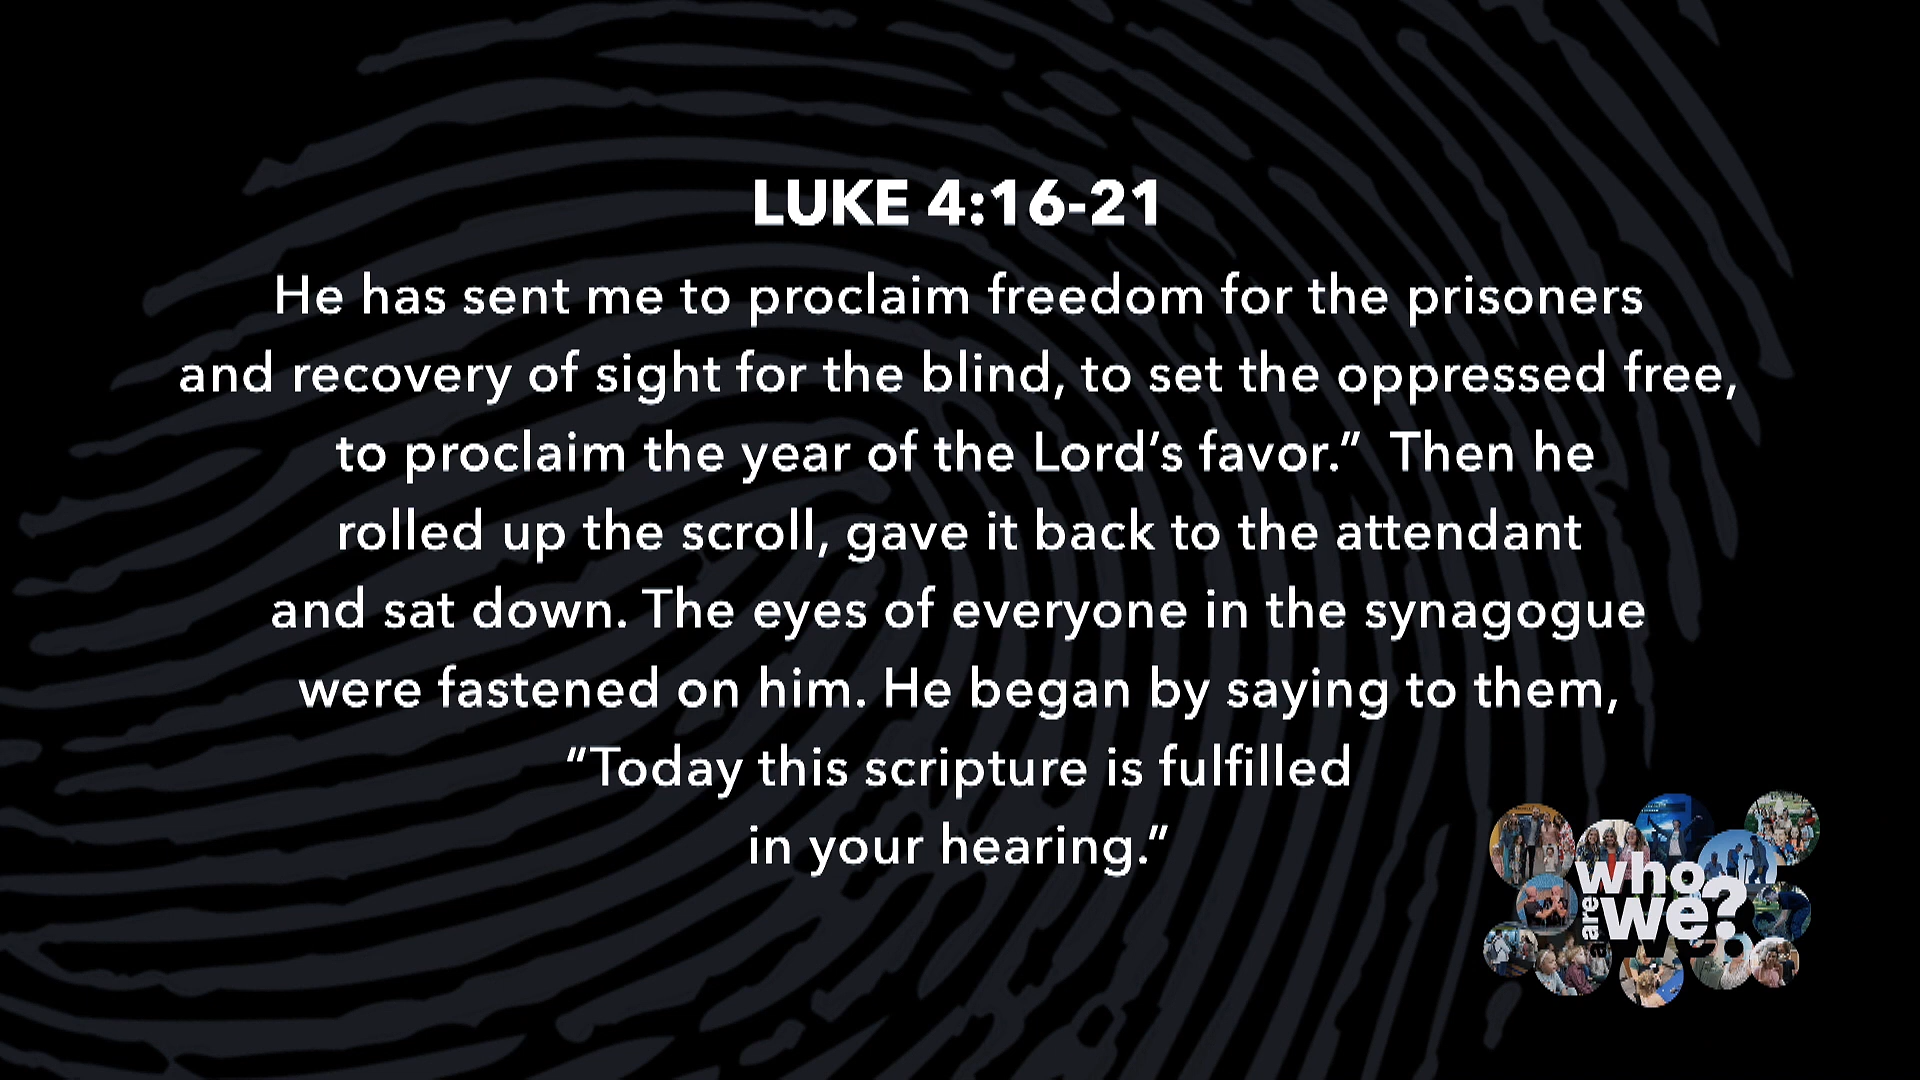 LUKE 4:16-21
He has sent me to proclaim freedom for the prisoners
and recovery of sight for the blind, to set the oppressed free,
to proclaim the year of the Lord’s favor.”  Then he
rolled up the scroll, gave it back to the attendant
and sat down. The eyes of everyone in the synagogue
were fastened on him. He began by saying to them,
“Today this scripture is fulfilled
in your hearing.”
who
are we?